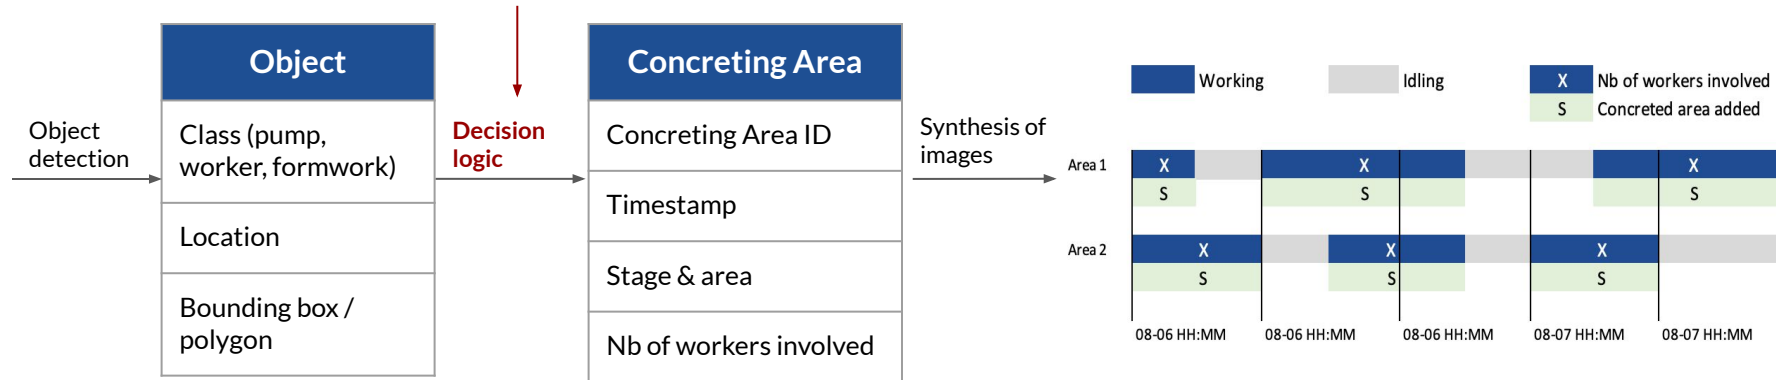 Object
detection
Object
Class (pump,
worker, formwork)
Location
Bounding box /
polygon
Decision
logic
Concreting Area
Concreting Area ID
Timestamp
Stage & area
Nb of workers involved
Synthesis of
images
Working
Idling
X Nb of workers involved
S Concreted area added
Area 1
X X X
S S S
Area 2
X X X
S S S
08-06 HH:MM 08-06 HH:MM 08-06 HH:MM 08-07 HH:MM 08-07 HH:MM